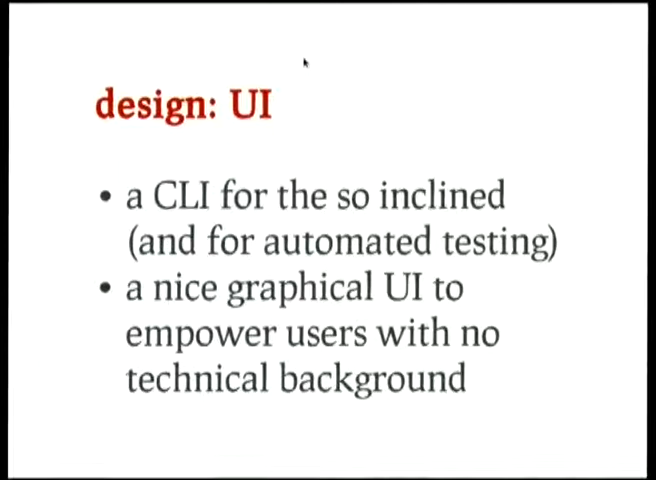 design: UI
• a CLI for the so inclined
(and for automated testing)
• a nice graphical UI to
empower users with no
technical background